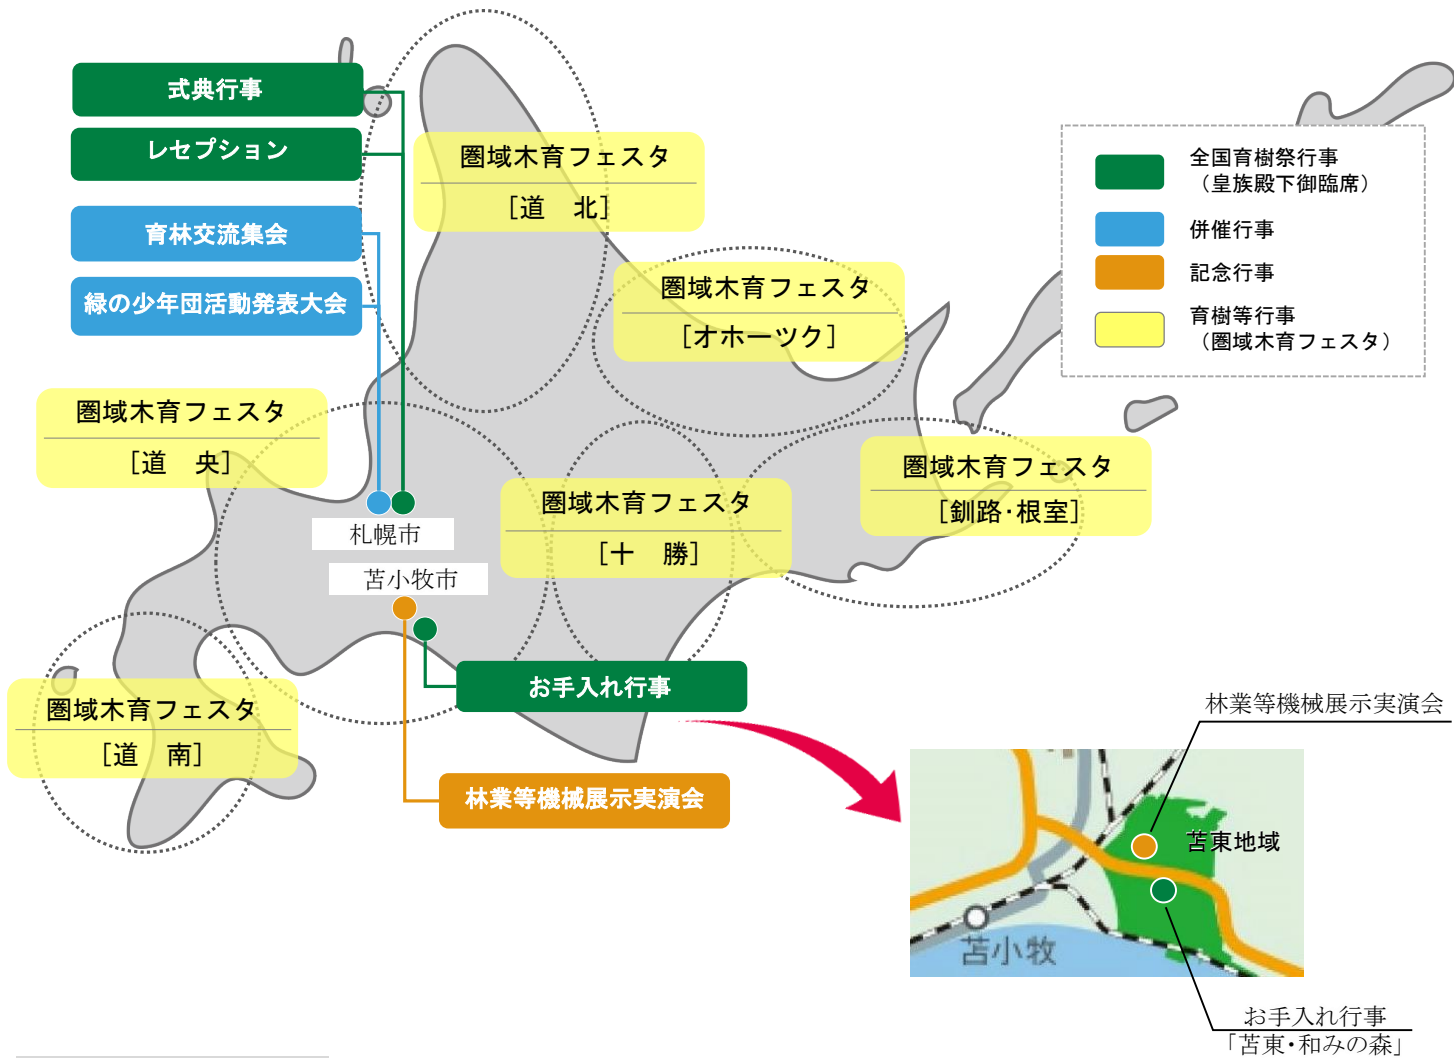 式典行事
レセプション
育林交流集会
緑の少年団活動発表大会
圏域木育フェスタ
［道　北］
圏域木育フェスタ
［オホーツク］
全国育樹祭行事
（皇族殿下御臨席）
併催行事
記念行事
育樹等行事
（圏域木育フェスタ）
圏域木育フェスタ
［道　央］
圏域木育フェスタ
［十　勝］
圏域木育フェスタ
［釧路・根室］
札幌市
苫小牧市
お手入れ行事
圏域木育フェスタ
［道　南］
林業等機械展示実演会
林業等機械展示実演会
苫東地域
苫小牧
お手入れ行事
「苫東・和みの森」